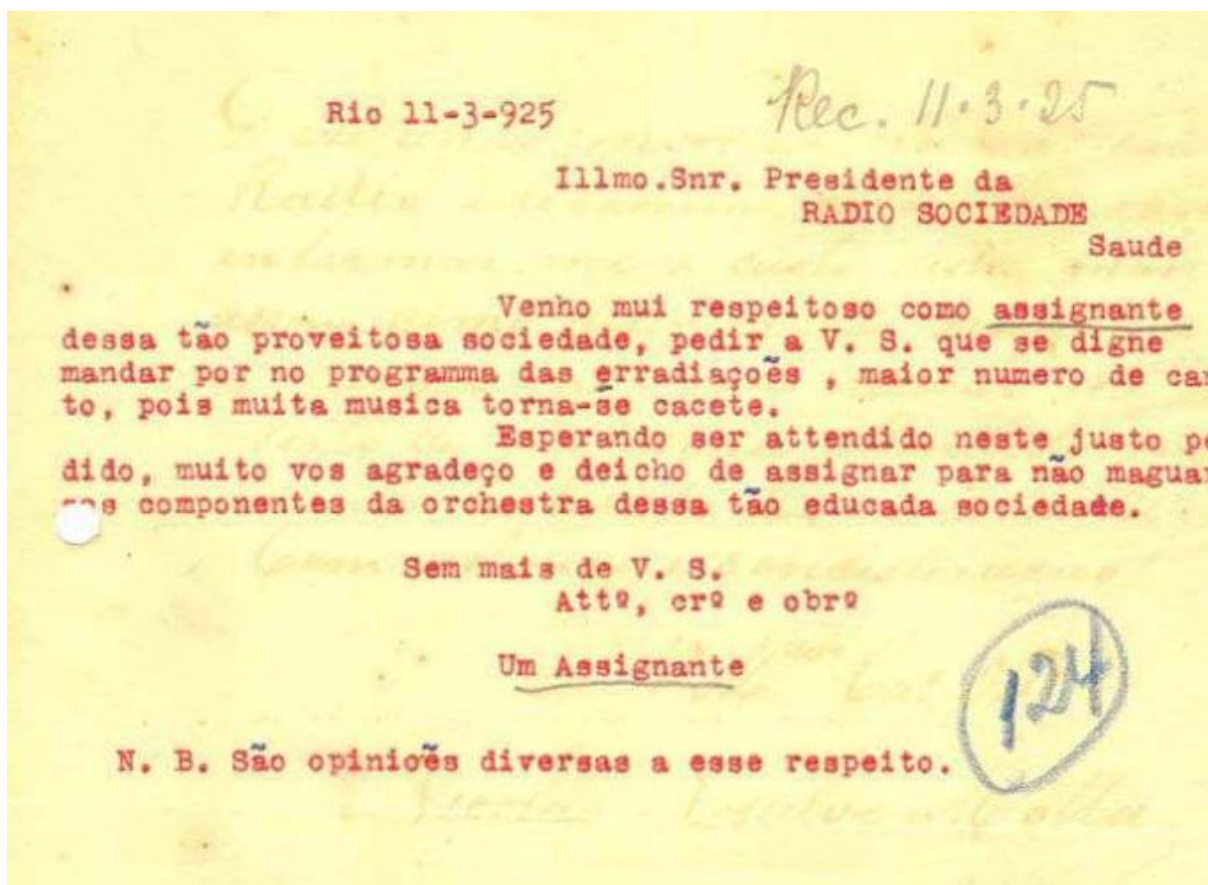 Rio 11-3-925
Rec. 11.3.25
Illmo.Snr. Presidente da
RADIO SOCIEDADE
Saude
Venho mui respeitoso como assignante
dessa tão proveitosa sociedade, pedir a V. S. que se digne
mandar por no programma das erradiaçoẽs , maior numero de can
to, pois muita musica torna-se cacete.
Esperando ser attendido neste justo pe
dido, muito vos agradeço e deicho de assignar para não maguar
componentes da orchestra dessa tão educada sociedade.
Sem mais de V. S.
Attº, crº e obrº
Um Assignante
124
N. B. São opinioẽs diversas a esse respeito.